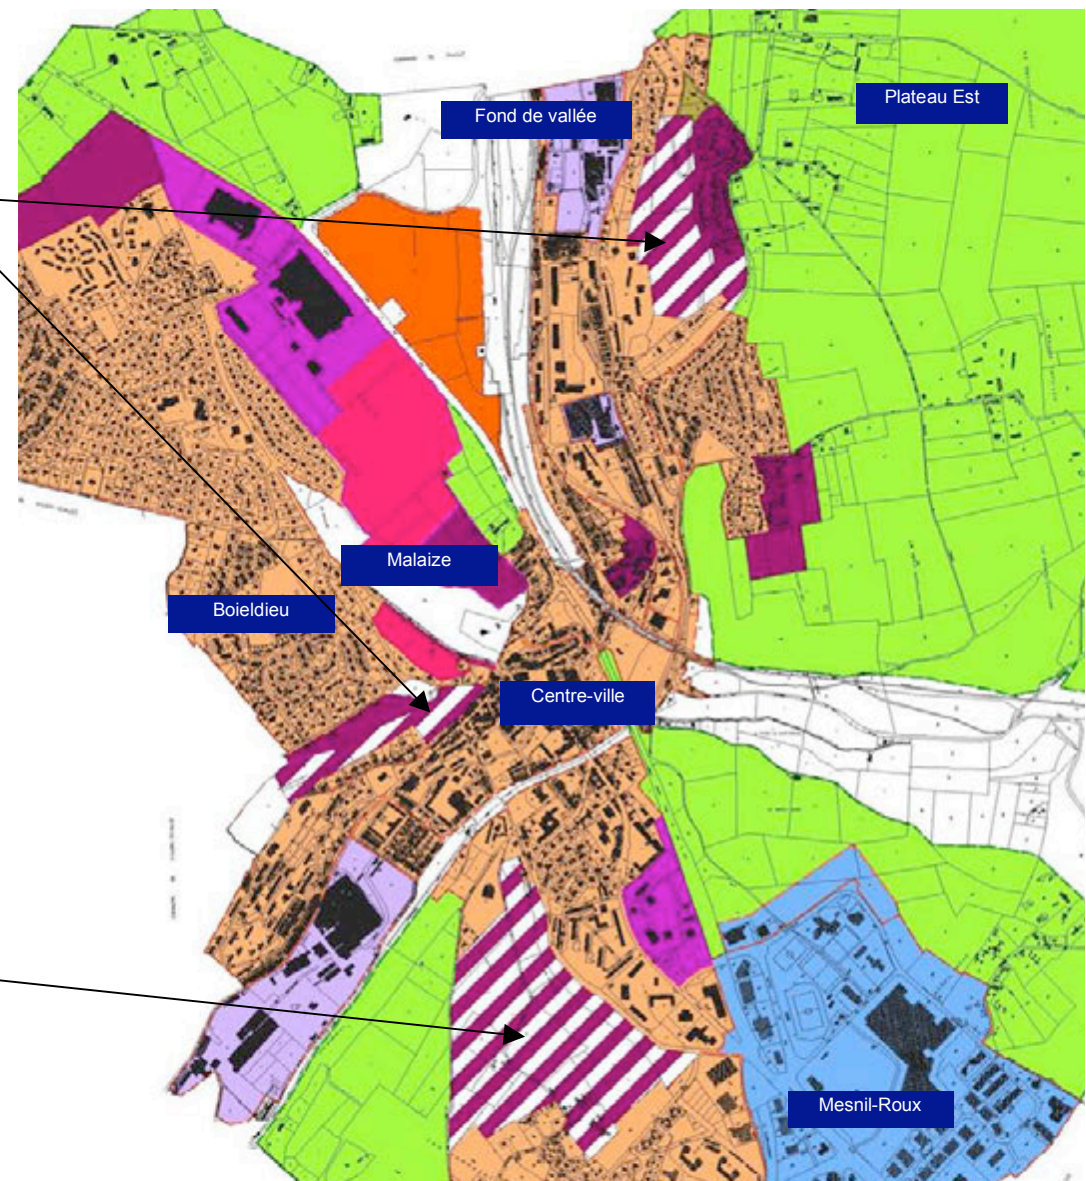 Fond de vallée
Plateau Est
Malaize
Boieldieu
Centre-ville
Mesnil-Roux